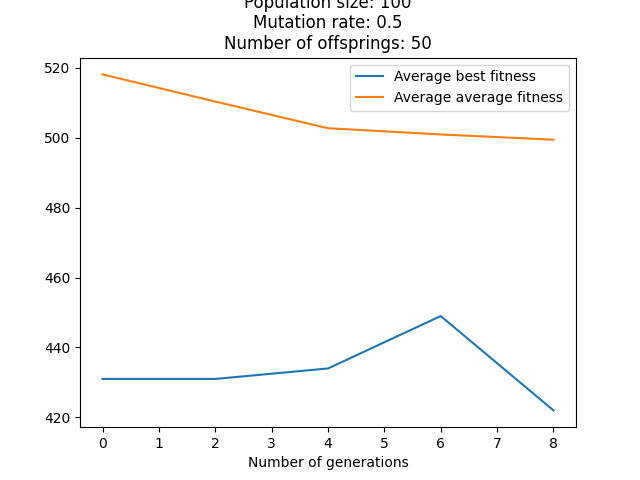 Population size: 100
Mutation rate: 0.5
Number of offsprings: 50
520
500
480
460
440
420
Average best fitness
Average average fitness
0 1 2 3 4 5 6 7 8
Number of generations